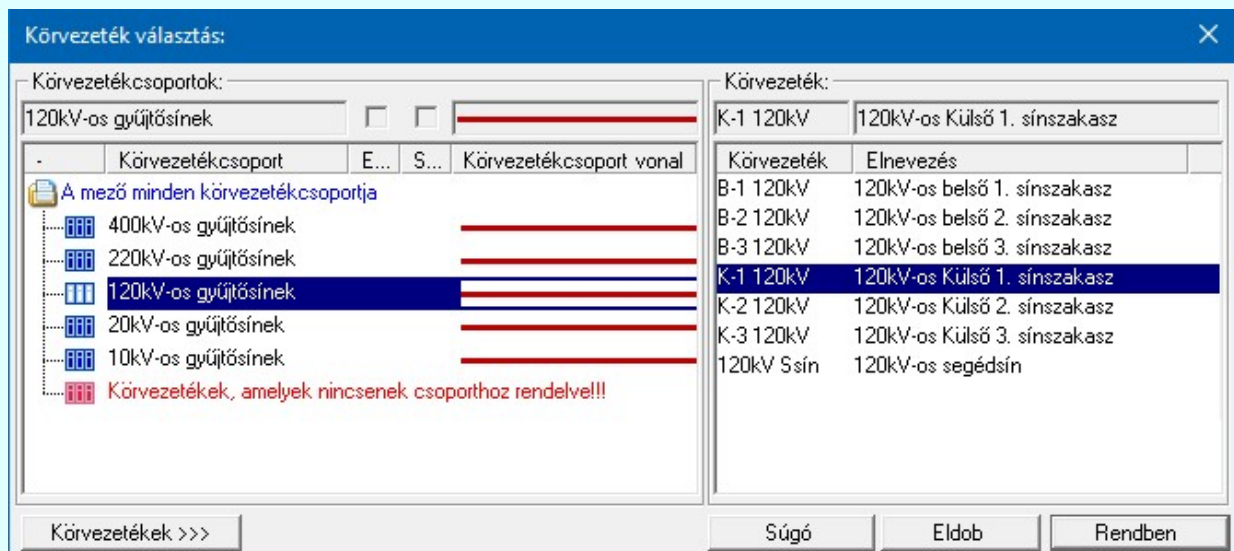 Körvezeték választás:
Körvezetékcsoportok:
120kV-os gyűjtősínek
- Körvezetékcsoport E... S... Körvezetékcsoport vonal
A mező minden körvezetékcsoportja
400kV-os gyűjtősínek
220kV-os gyűjtősínek
120kV-os gyűjtősínek
20kV-os gyűjtősínek
10kV-os gyűjtősínek
Körvezetékek, amelyek nincsenek csoporthoz rendelve!!!
Körvezeték:
K-1 120kV 120kV-os Külső 1. sínszakasz
Körvezeték Elnevezés
B-1 120kV 120kV-os belső 1. sínszakasz
B-2 120kV 120kV-os belső 2. sínszakasz
B-3 120kV 120kV-os belső 3. sínszakasz
K-1 120kV 120kV-os Külső 1. sínszakasz
K-2 120kV 120kV-os Külső 2. sínszakasz
K-3 120kV 120kV-os Külső 3. sínszakasz
120kV Ssín 120kV-os segédsín
Körvezetékek >>> Súgó Eldob Rendben